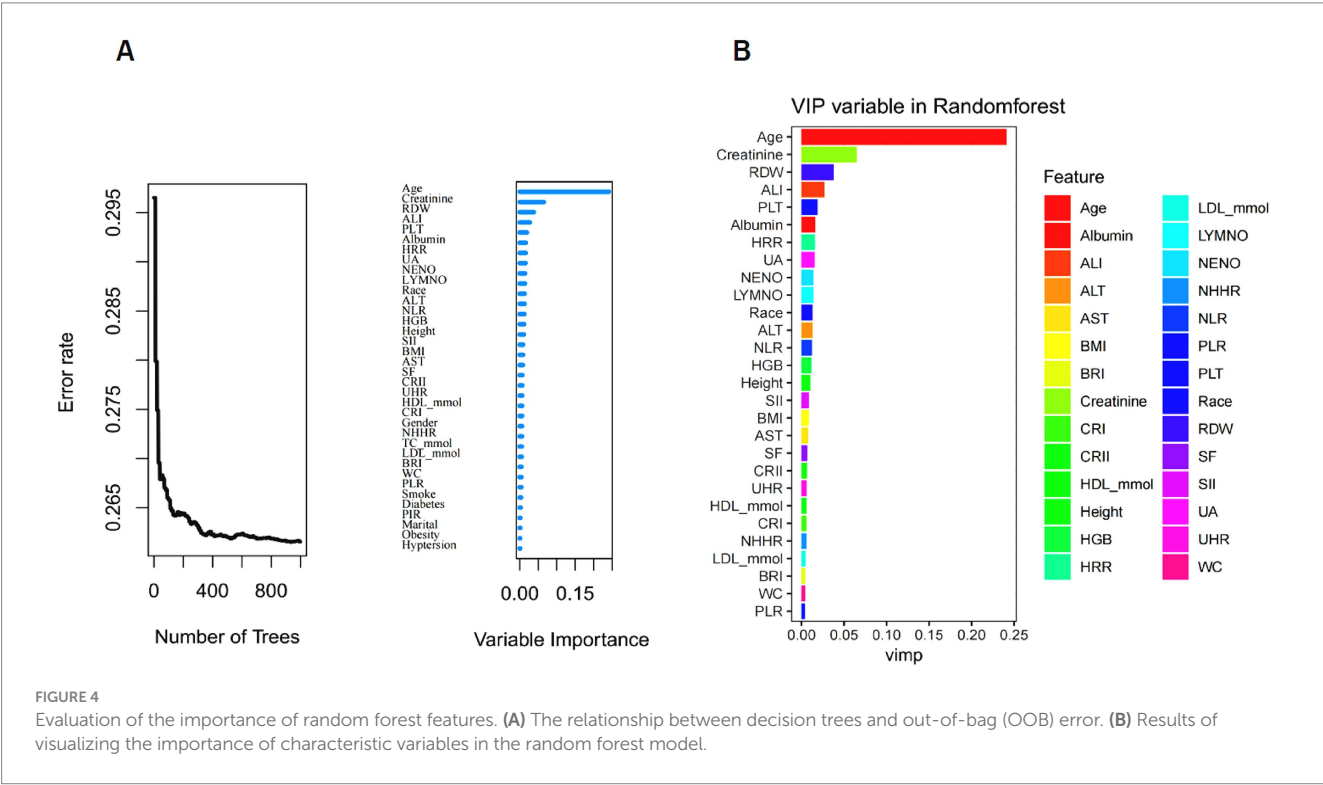 A
B
0.295
0.285
0.275
0.265
Error rate
0
400
800
Number of Trees
Age
Creatinine
RDW
ALI
PLT
Albumin
HRR
UA
NENO
LYMNO
Race
ALT
NLR
HGB
Height
SII
BMI
AST
SF
CRII
UHR
HDL_mmol
CRI
Gender
NHHR
TC_mmol
LDL_mmol
BRI
WC
PLR
Smoke
Diabetes
PIR
Marital
Obesity
Hyptersion
0.00 0.15
Variable Importance
VIP variable in Randomforest
Age
Creatinine
RDW
ALI
PLT
Albumin
HRR
UA
NENO
LYMNO
Race
ALT
NLR
HGB
Height
SII
BMI
AST
SF
CRII
UHR
HDL_mmol
CRI
NHHR
LDL_mmol
BRI
WC
PLR
0.00 0.05 0.10 0.15 0.20 0.25
vimp
Feature
Age
Albumin
ALI
ALT
AST
BMI
BRI
Creatinine
CRI
CRII
HDL_mmol
Height
HGB
HRR
LDL_mmol
LYMNO
NENO
NHHR
NLR
PLR
PLT
Race
RDW
SF
SII
UA
UHR
WC
FIGURE 4
Evaluation of the importance of random forest features. (A) The relationship between decision trees and out-of-bag (OOB) error. (B) Results of
visualizing the importance of characteristic variables in the random forest model.